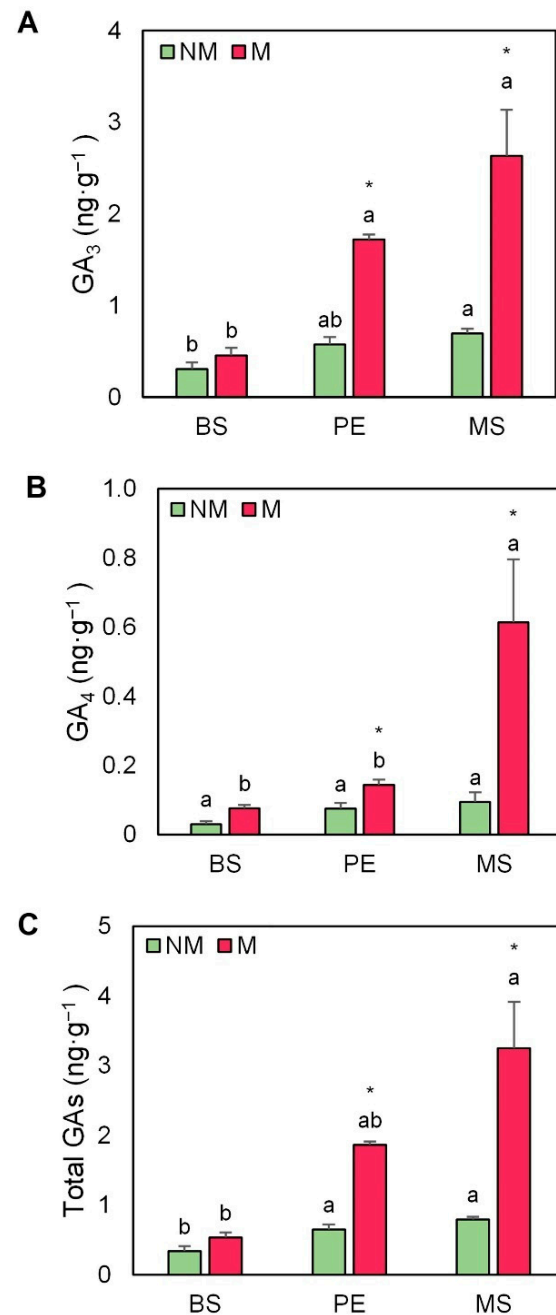 A
GA₃ (ng·g⁻¹)
4
3
2
1
0
NM M
* *
a
a
b b ab a
BS PE MS
B
GA₄ (ng·g⁻¹)
1.0
0.8
0.6
0.4
0.2
0
NM M
*
a
*
a b a b a
BS PE MS
C
Total GAs (ng·g⁻¹)
5
4
3
2
1
0
NM M
*
a
*
ab
b b a a
BS PE MS